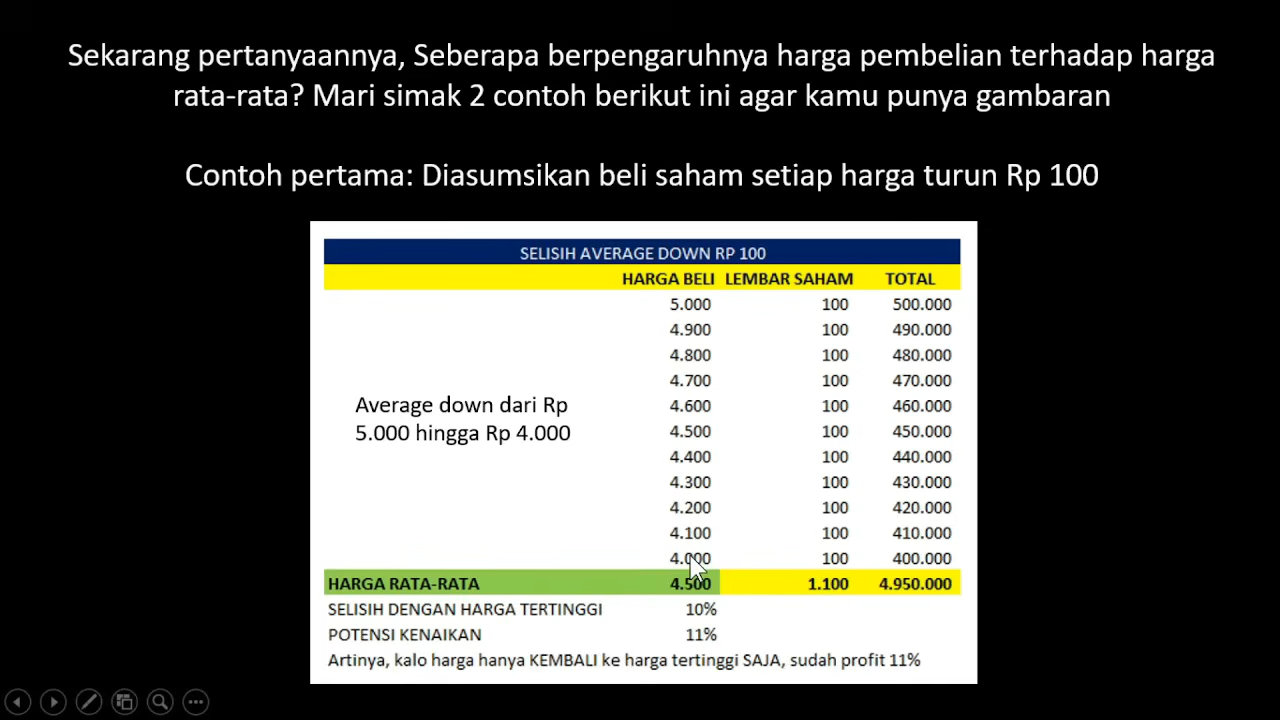 Sekarang pertanyaannya, Seberapa berpengaruhnya harga pembelian terhadap harga
rata-rata? Mari simak 2 contoh berikut ini agar kamu punya gambaran
Contoh pertama: Diasumsikan beli saham setiap harga turun Rp 100
SELISIH AVERAGE DOWN RP 100
HARGA BELI LEMBAR SAHAM TOTAL
5.000 100 500.000
4.900 100 490.000
4.800 100 480.000
4.700 100 470.000
Average down dari Rp
5.000 hingga Rp 4.000
4.600 100 460.000
4.500 100 450.000
4.400 100 440.000
4.300 100 430.000
4.200 100 420.000
4.100 100 410.000
4.000 100 400.000
HARGA RATA-RATA 4.500 1.100 4.950.000
SELISIH DENGAN HARGA TERTINGGI 10%
POTENSI KENAIKAN 11%
Artinya, kalo harga hanya KEMBALI ke harga tertinggi SAJA, sudah profit 11%